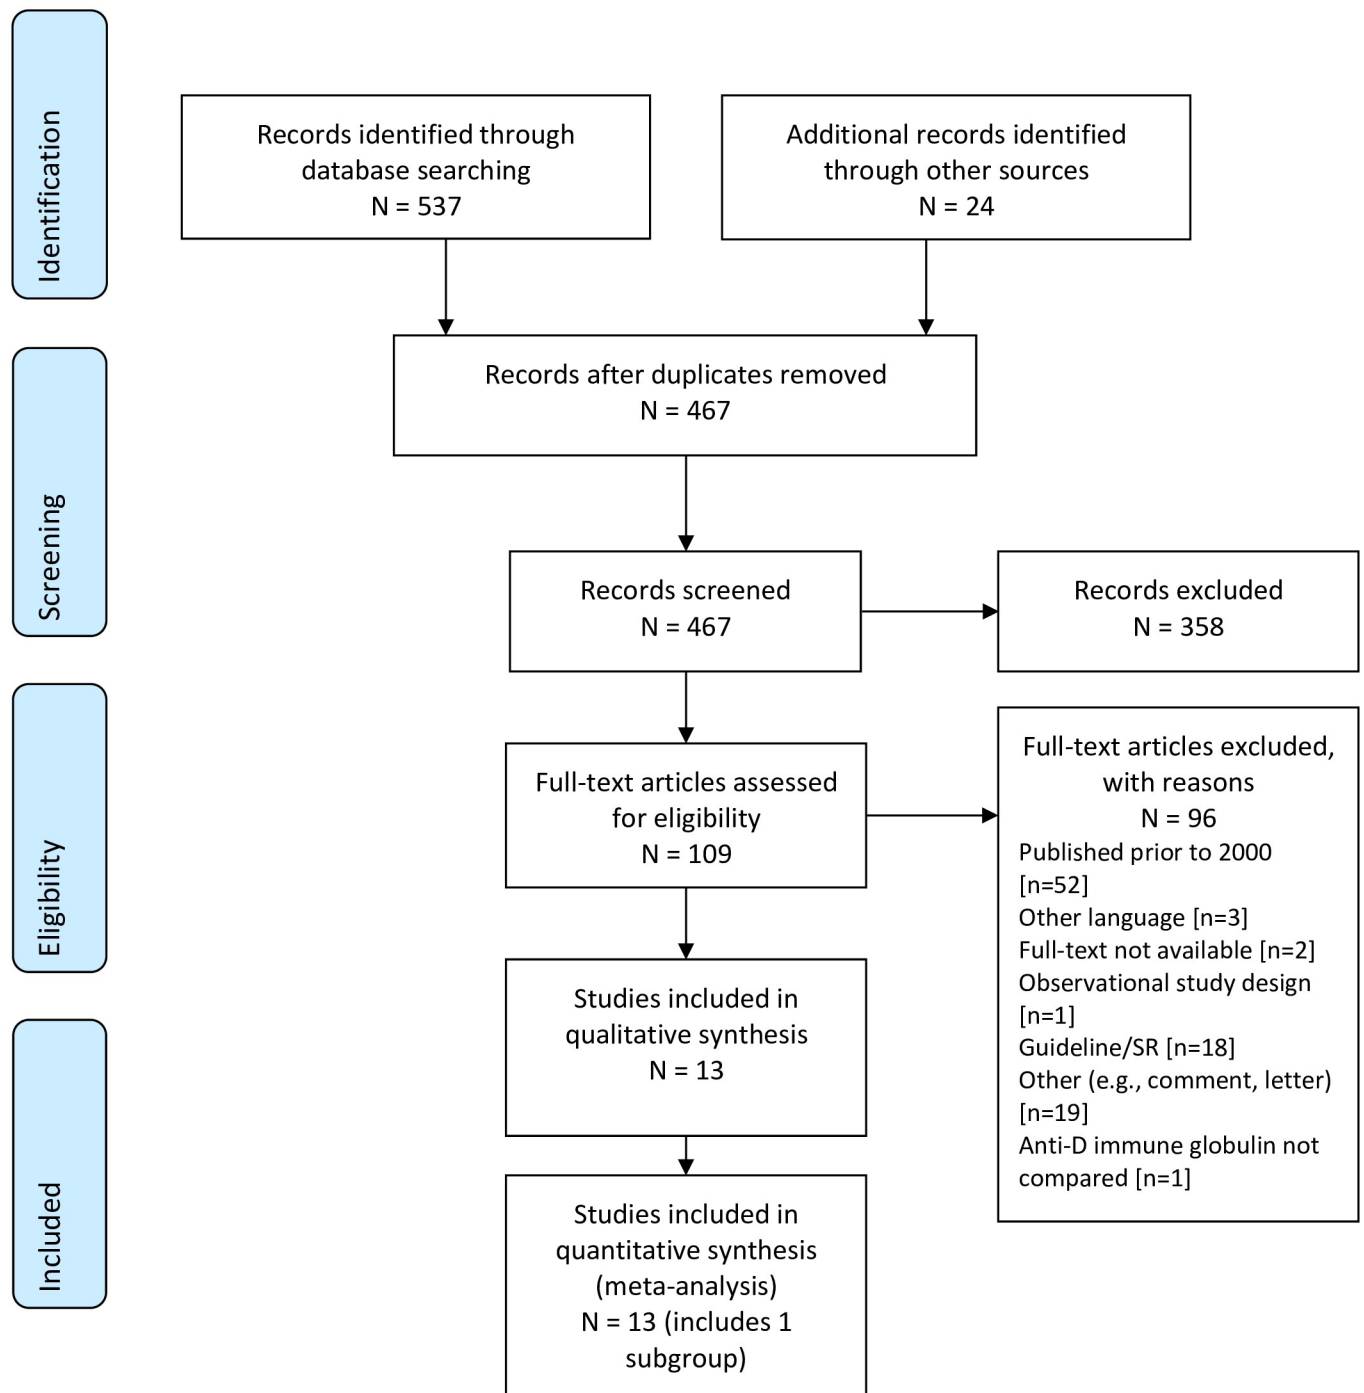 Identification
Records identified through
database searching
N = 537
Additional records identified
through other sources
N = 24
Records after duplicates removed
N = 467
Screening
Records screened
N = 467
Records excluded
N = 358
Eligibility
Full-text articles assessed
for eligibility
N = 109
Full-text articles excluded,
with reasons
N = 96
Published prior to 2000
[n=52]
Other language [n=3]
Full-text not available [n=2]
Observational study design
[n=1]
Guideline/SR [n=18]
Other (e.g., comment, letter)
[n=19]
Anti-D immune globulin not
compared [n=1]
Studies included in
qualitative synthesis
N = 13
Included
Studies included in
quantitative synthesis
(meta-analysis)
N = 13 (includes 1
subgroup)